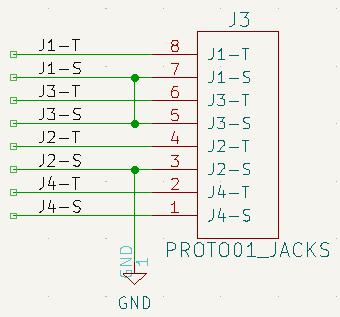 J3
J1-T 8 J1-T
J1-S 7 J1-S
J3-T 6 J3-T
J3-S 5 J3-S
J2-T 4 J2-T
J2-S 3 J2-S
J4-T 2 J4-T
J4-S 1 J4-S
PROTO01_JACKS
GND 1
GND